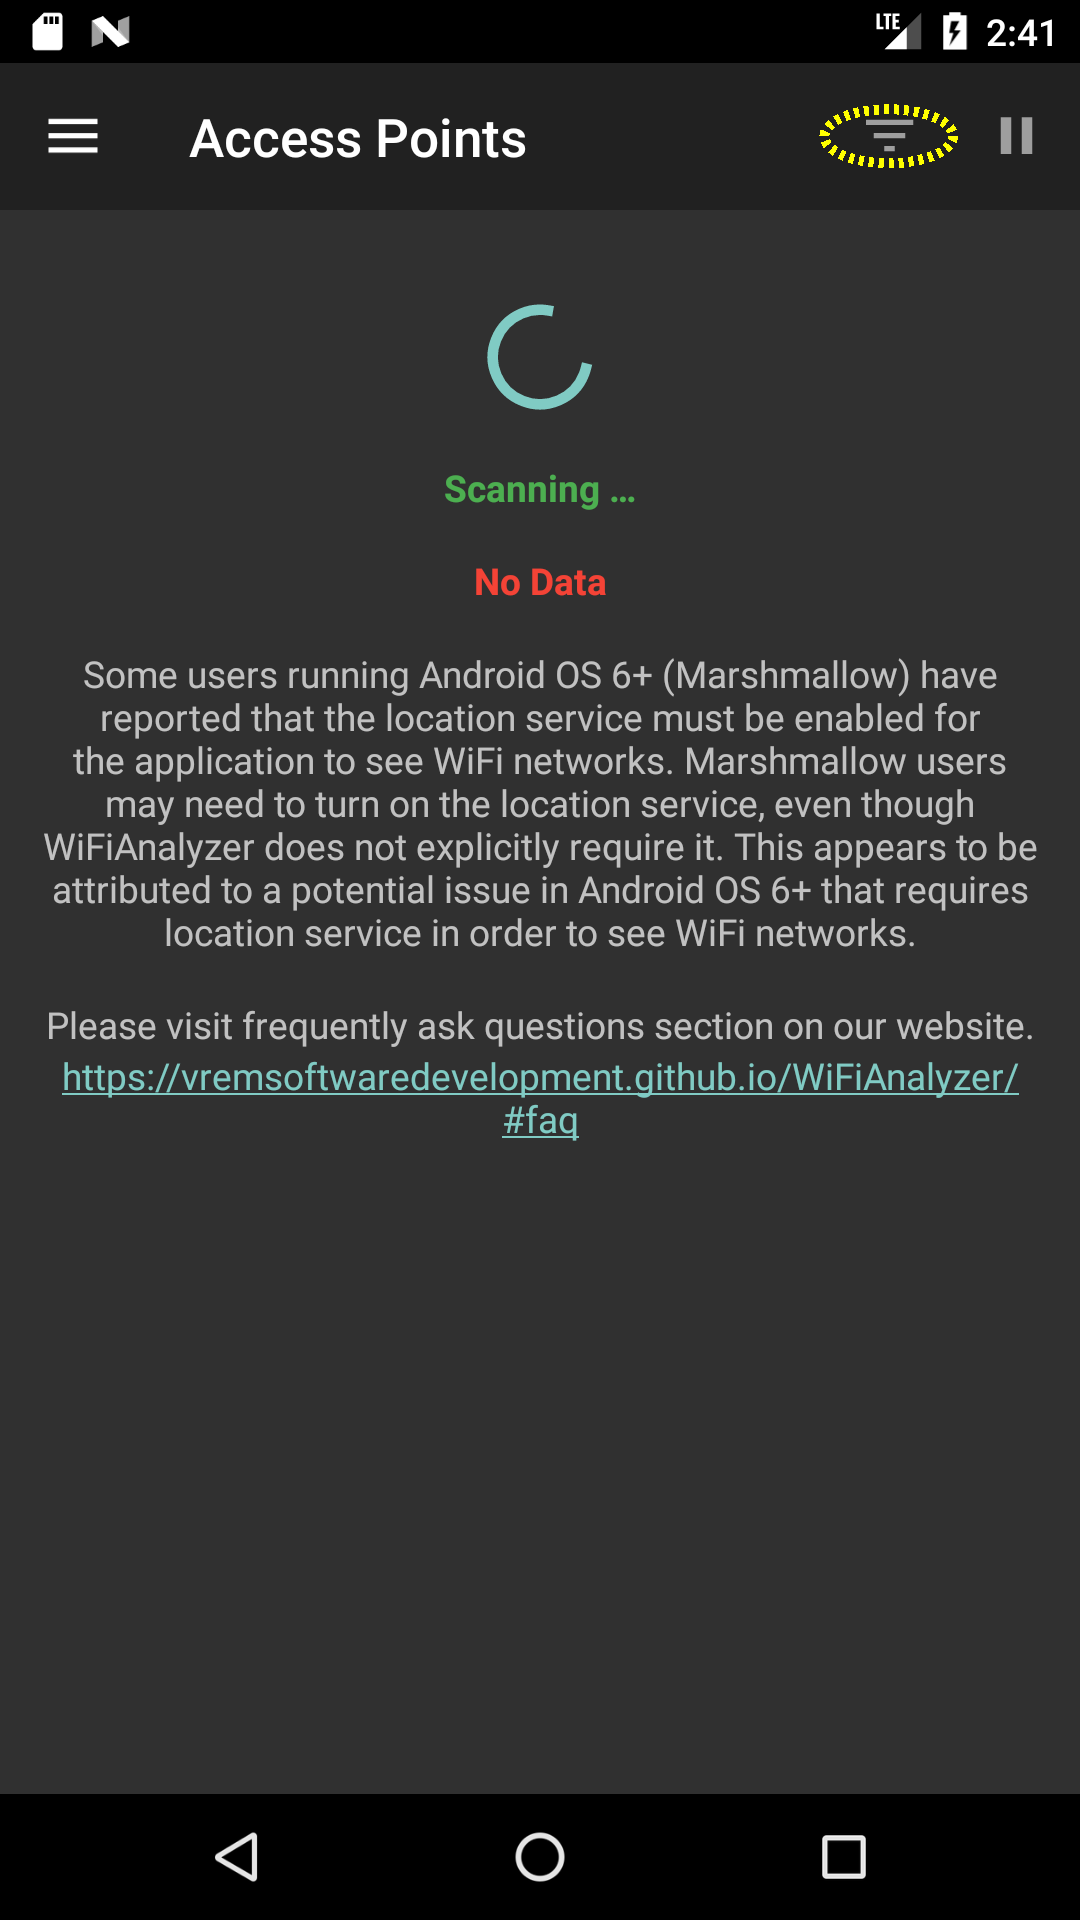 LTE 2:41
Access Points
Scanning ...
No Data
Some users running Android OS 6+ (Marshmallow) have
reported that the location service must be enabled for
the application to see WiFi networks. Marshmallow users
may need to turn on the location service, even though
WiFiAnalyzer does not explicitly require it. This appears to be
attributed to a potential issue in Android OS 6+ that requires
location service in order to see WiFi networks.
Please visit frequently ask questions section on our website.
https://vremsoftwaredevelopment.github.io/WiFiAnalyzer/
#faq